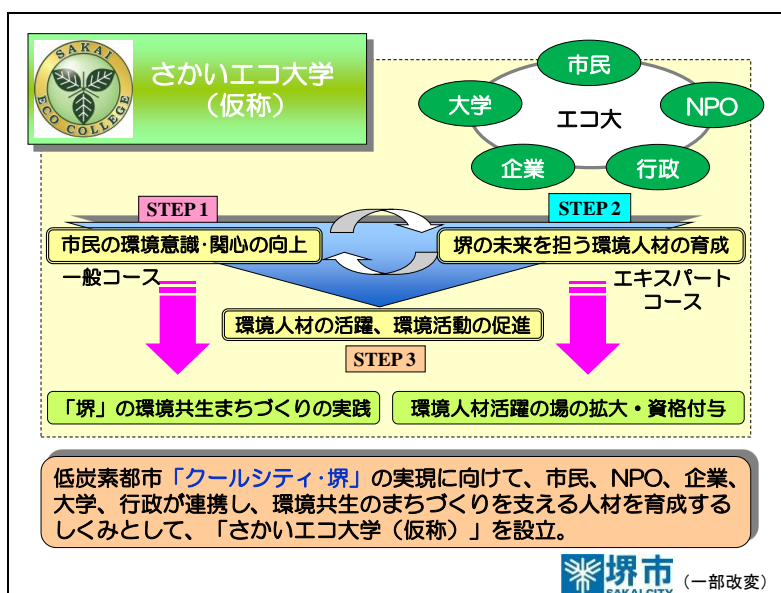 SAKAI
ECO COLLEGE
さかいエコ大学
（仮称）
市民
大学
エコ大
NPO
企業
行政
STEP 1
STEP 2
市民の環境意識・関心の向上
堺の未来を担う環境人材の育成
一般コース
エキスパート
コース
環境人材の活躍、環境活動の促進
STEP 3
「堺」の環境共生まちづくりの実践
環境人材活躍の場の拡大・資格付与
低炭素都市「クールシティ・堺」の実現に向けて、市民、NPO、企業、
大学、行政が連携し、環境共生のまちづくりを支える人材を育成する
しくみとして、「さかいエコ大学（仮称）」を設立。
堺市
SAKAI CITY
（一部改変）